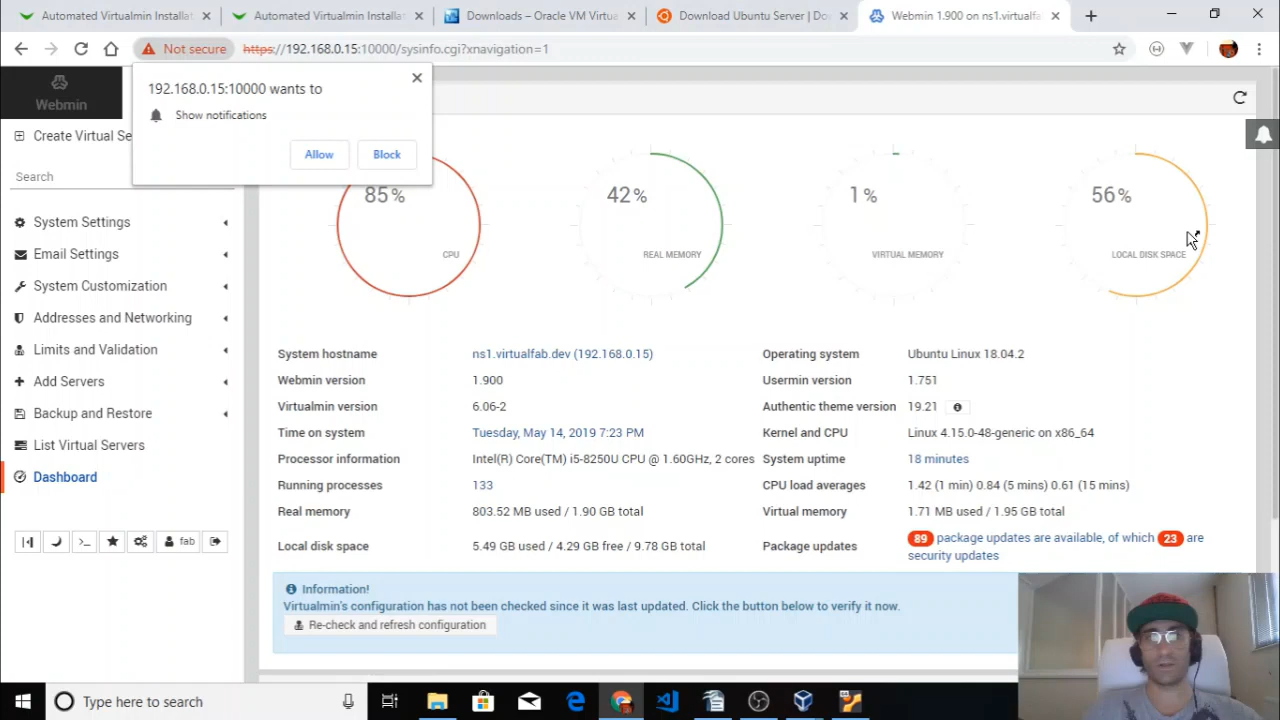 Automated Virtualmin Installat
Automated Virtualmin Installat
Downloads – Oracle VM Virtua
Download Ubuntu Server | Do
Webmin 1.900 on ns1.virtualfa
Not secure
https://192.168.0.15:10000/sysinfo.cgi?xnavigation=1
Webmin
192.168.0.15:10000 wants to
Show notifications
Allow
Block
Create Virtual Se
Search
System Settings
Email Settings
System Customization
Addresses and Networking
Limits and Validation
Add Servers
Backup and Restore
List Virtual Servers
Dashboard
fab
85%
CPU
42%
REAL MEMORY
1%
VIRTUAL MEMORY
56%
LOCAL DISK SPACE
System hostname ns1.virtualfab.dev (192.168.0.15) Operating system Ubuntu Linux 18.04.2
Webmin version 1.900 Usermin version 1.751
Virtualmin version 6.06-2 Authentic theme version 19.21
Time on system Tuesday, May 14, 2019 7:23 PM Kernel and CPU Linux 4.15.0-48-generic on x86_64
Processor information Intel(R) Core(TM) i5-8250U CPU @ 1.60GHz, 2 cores System uptime 18 minutes
Running processes 133 CPU load averages 1.42 (1 min) 0.84 (5 mins) 0.61 (15 mins)
Real memory 803.52 MB used / 1.90 GB total Virtual memory 1.71 MB used / 1.95 GB total
Local disk space 5.49 GB used / 4.29 GB free / 9.78 GB total Package updates 89 package updates are available, of which 23 are
security updates
Information!
Virtualmin's configuration has not been checked since it was last updated. Click the button below to verify it now.
Re-check and refresh configuration
Type here to search